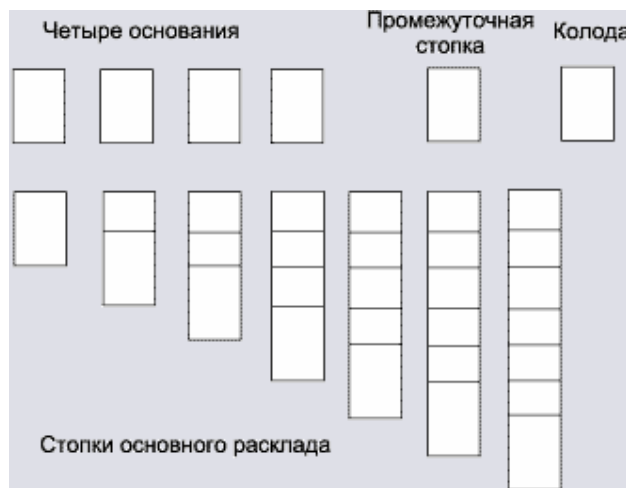 Четыре основания
Промежуточная
стопка
Колода
Стопки основного расклада